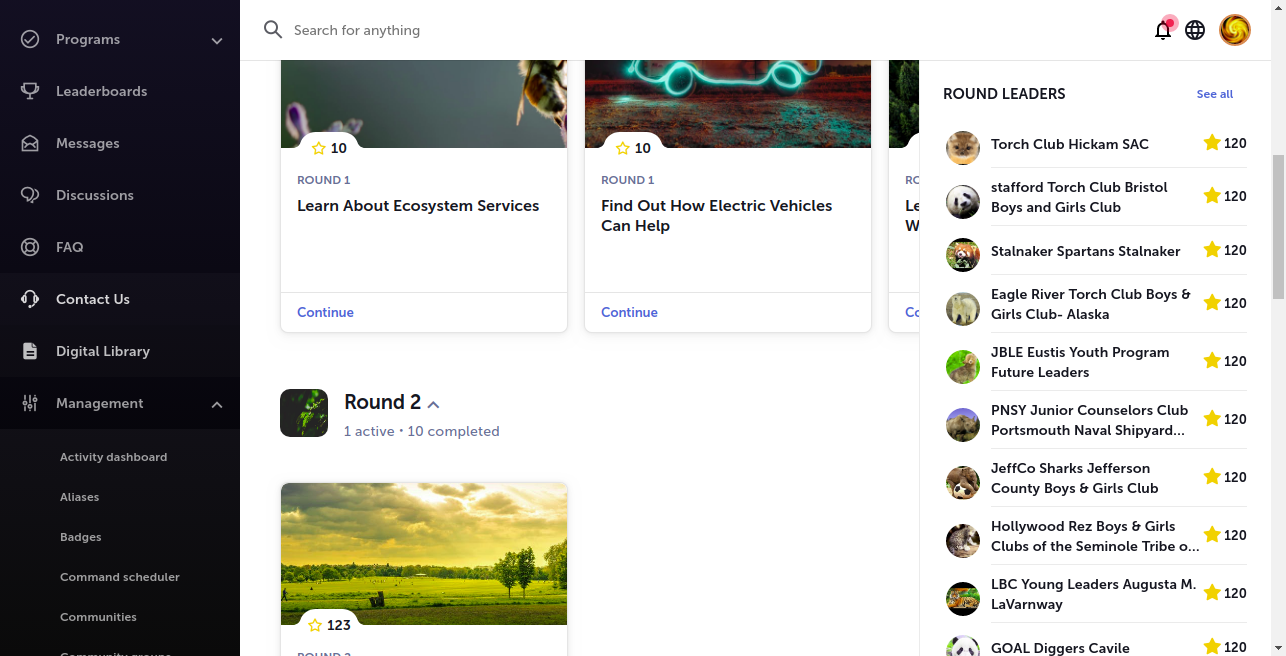 Programs
Leaderboards
Messages
Discussions
FAQ
Contact Us
Digital Library
Management
Activity dashboard
Aliases
Badges
Command scheduler
Communities
Community groups
Search for anything
10
ROUND 1
Learn About Ecosystem Services
Continue
10
ROUND 1
Find Out How Electric Vehicles
Can Help
Continue
Round 2
1 active • 10 completed
123
ROUND 2
ROUND LEADERS
See all
Torch Club Hickam SAC
120
stafford Torch Club Bristol
Boys and Girls Club
120
Stalnaker Spartans Stalnaker
120
Eagle River Torch Club Boys &
Girls Club- Alaska
120
JBLE Eustis Youth Program
Future Leaders
120
PNSY Junior Counselors Club
Portsmouth Naval Shipyard...
120
JeffCo Sharks Jefferson
County Boys & Girls Club
120
Hollywood Rez Boys & Girls
Clubs of the Seminole Tribe o...
120
LBC Young Leaders Augusta M.
LaVarnway
120
GOAL Diggers Cavile
120